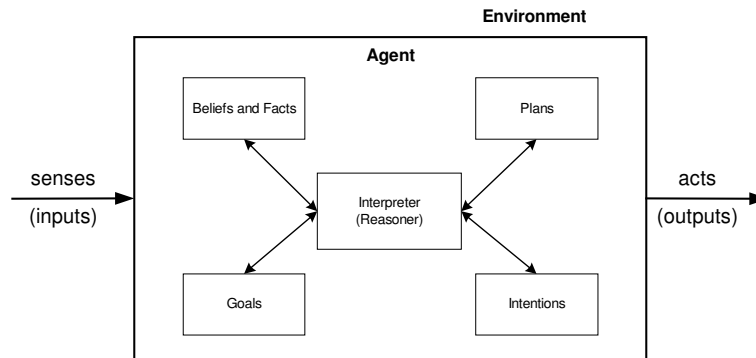 Environment
Agent
Beliefs and Facts
Plans
senses
(inputs)
Interpreter
(Reasoner)
acts
(outputs)
Goals
Intentions